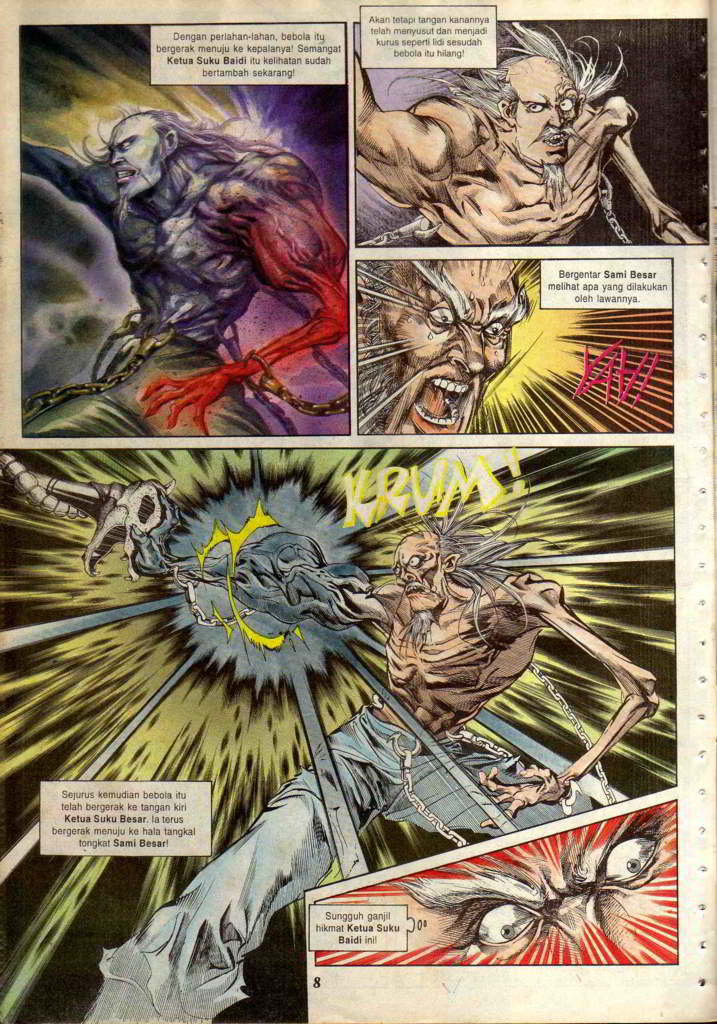 Dengan perlahan-lahan, bebola itu
bergerak menuju ke kepalanya! Semangat
Ketua Suku Baidi itu kelihatan sudah
bertambah sekarang!
Akan tetapi tangan kanannya
telah menyusut dan menjadi
kurus seperti lidi sesudah
bebola itu hilang!
Bergentar Sami Besar
melihat apa yang dilakukan
oleh lawannya.
YAA!!
KRUM!
Sejurus kemudian bebola itu
telah bergerak ke tangan kiri
Ketua Suku Besar. Ia terus
bergerak menuju ke hala tangkal
tongkat Sami Besar!
Sungguh ganjil
hikmat Ketua Suku
Baidi ini!
8